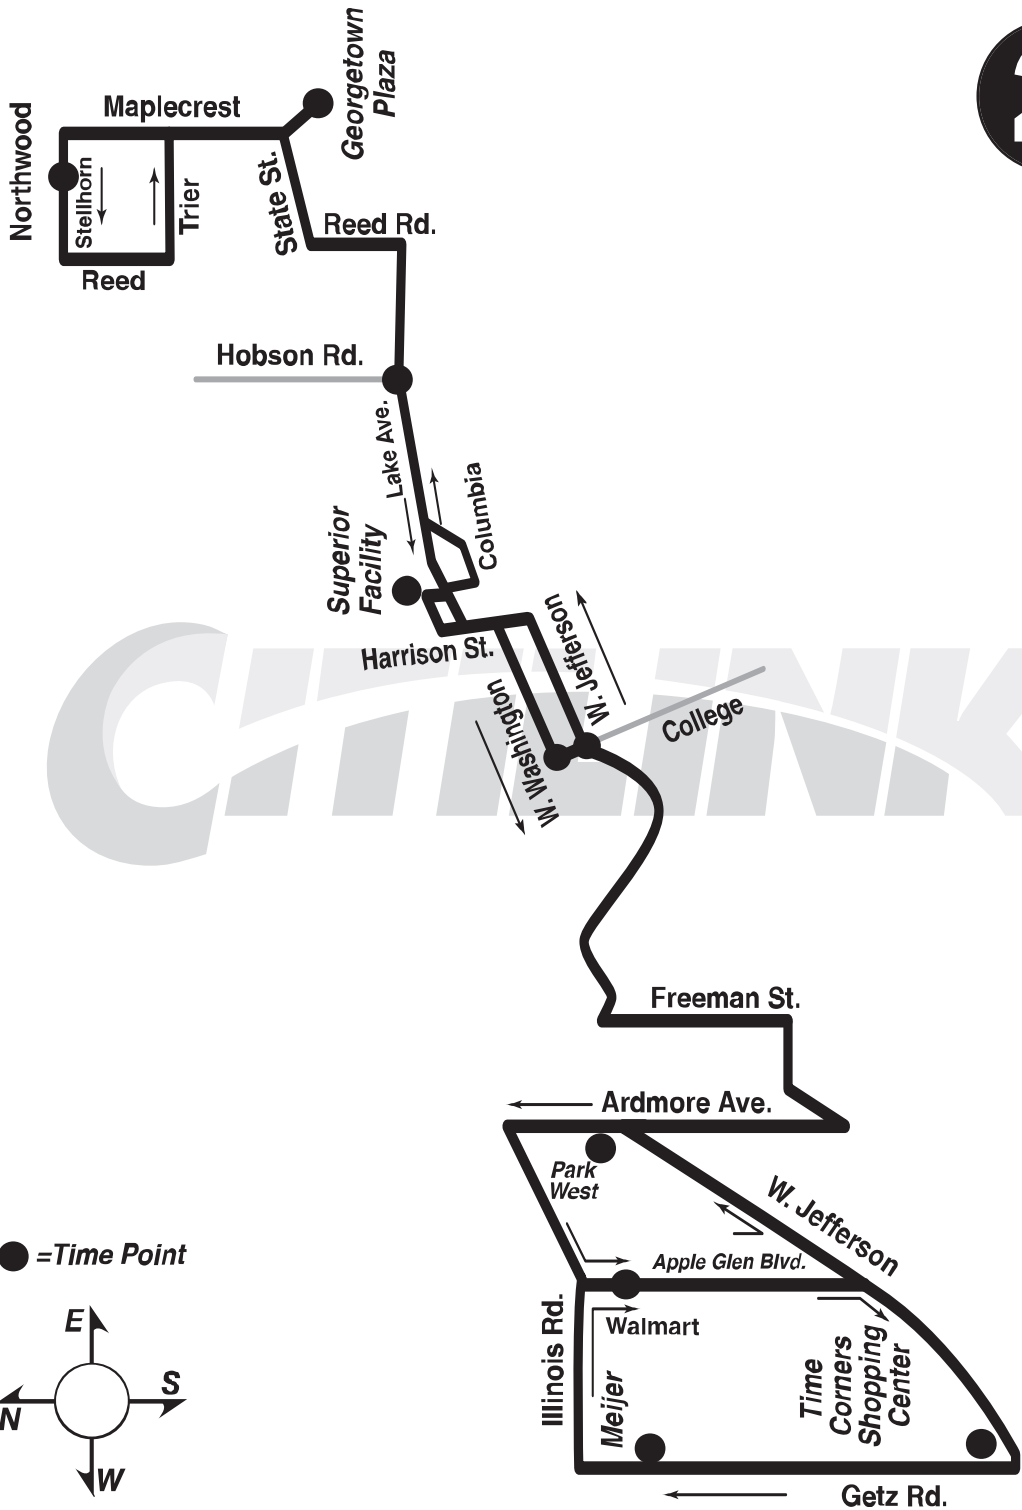 Georgetown
Plaza
Maplecrest
Northwood
Stellhorn
Trier
State St.
Reed Rd.
Reed
Hobson Rd.
Lake Ave.
Columbia
Superior
Facility
Harrison St.
W. Jefferson
W. Washington
College
CITILINK
Freeman St.
Ardmore Ave.
Park
West
W. Jefferson
Apple Glen Blvd.
Walmart
Illinois Rd.
Meijer
Time
Corners
Shopping
Center
Getz Rd.
=Time Point
E
S
N
W